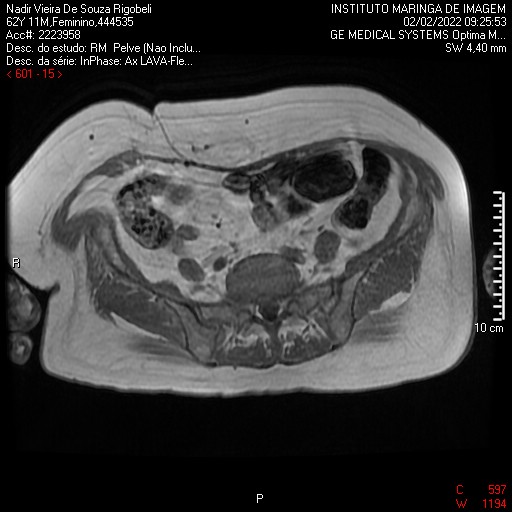 Nadir Vieira De Souza Rigobeli
62Y 11M,Feminino,444535
Acc#: 2223958
Desc. do estudo: RM Pelve (Nao Inclu...
Desc. da série: InPhase: Ax LAVA-Fle...
< 601 - 15 >
INSTITUTO MARINGA DE IMAGEM
02/02/2022 09:25:53
GE MEDICAL SYSTEMS Optima M...
SW 4,40 mm
R
10 cm
P
C 597
W 1194